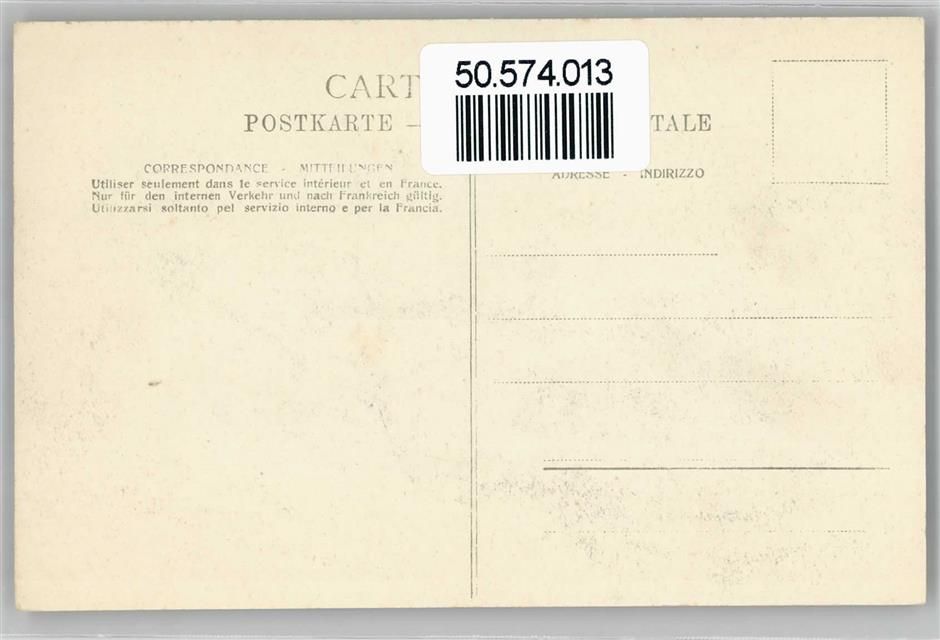 50.574.013
CART
POSTKARTE — TALE
CORRESPONDANCE - MITTEILUNGEN
Utiliser seulement dans le service intérieur et en France.
Nur für den internen Verkehr und nach Frankreich gültig.
Utilizzarsi soltanto pel servizio interno e per la Francia.
ADRESSE - INDIRIZZO